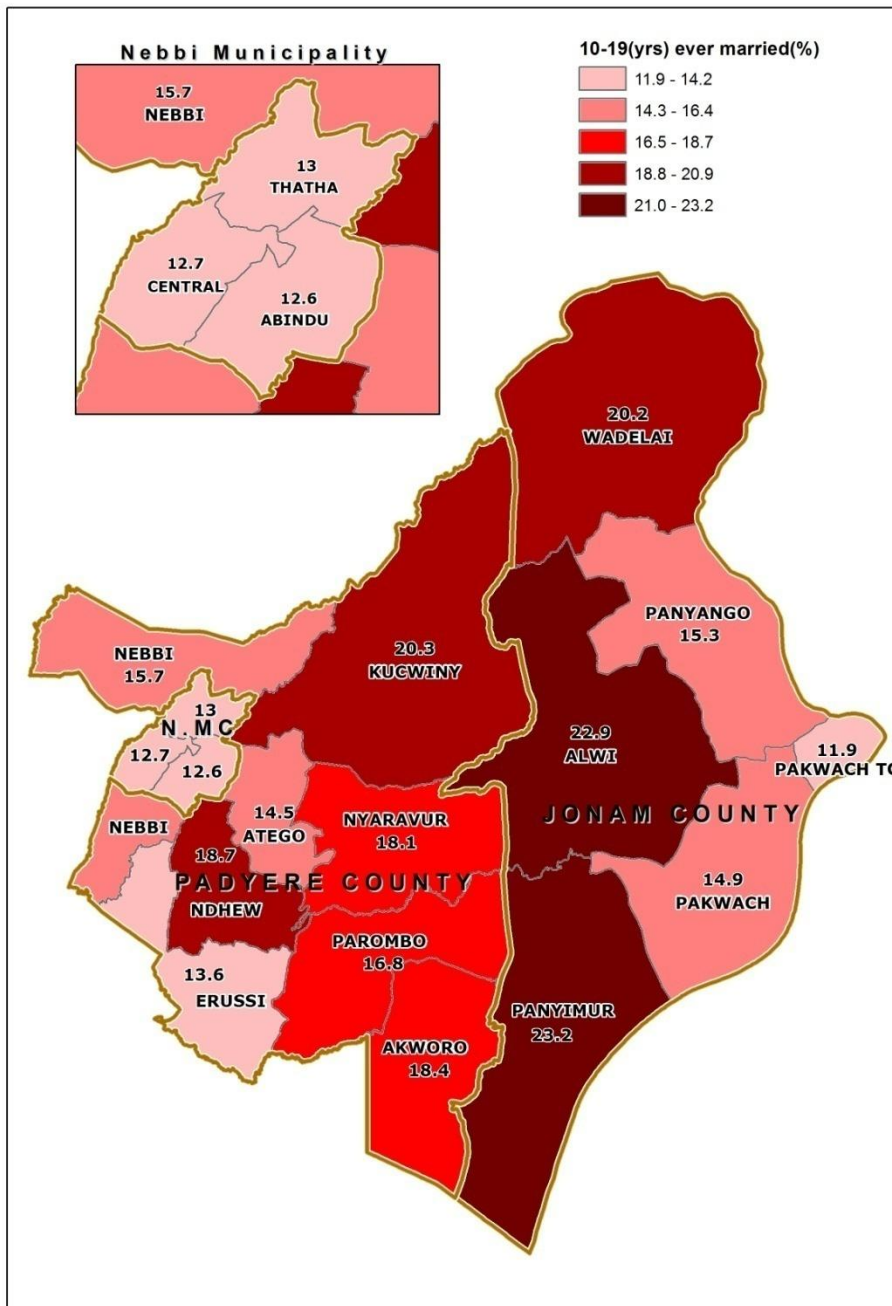 Nebbi Municipality
15.7
NEBBI
13
THATHA
12.7
CENTRAL
12.6
ABINDU
10-19(yrs) ever married(%)
11.9 - 14.2
14.3 - 16.4
16.5 - 18.7
18.8 - 20.9
21.0 - 23.2
20.2
WADELAI
PANYANGO
15.3
20.3
KUCWINY
NEBBI
15.7
13
N.MC
12.7
12.6
22.9
ALWI
11.9
PAKWACH TC
JONAM COUNTY
14.5
ATEGO
NYARAVUR
18.1
NEBBI
18.7
PADYERE COUNTY
NDHEW
14.9
PAKWACH
PAROMBO
16.8
13.6
ERUSSI
PANYIMUR
23.2
AKWORO
18.4